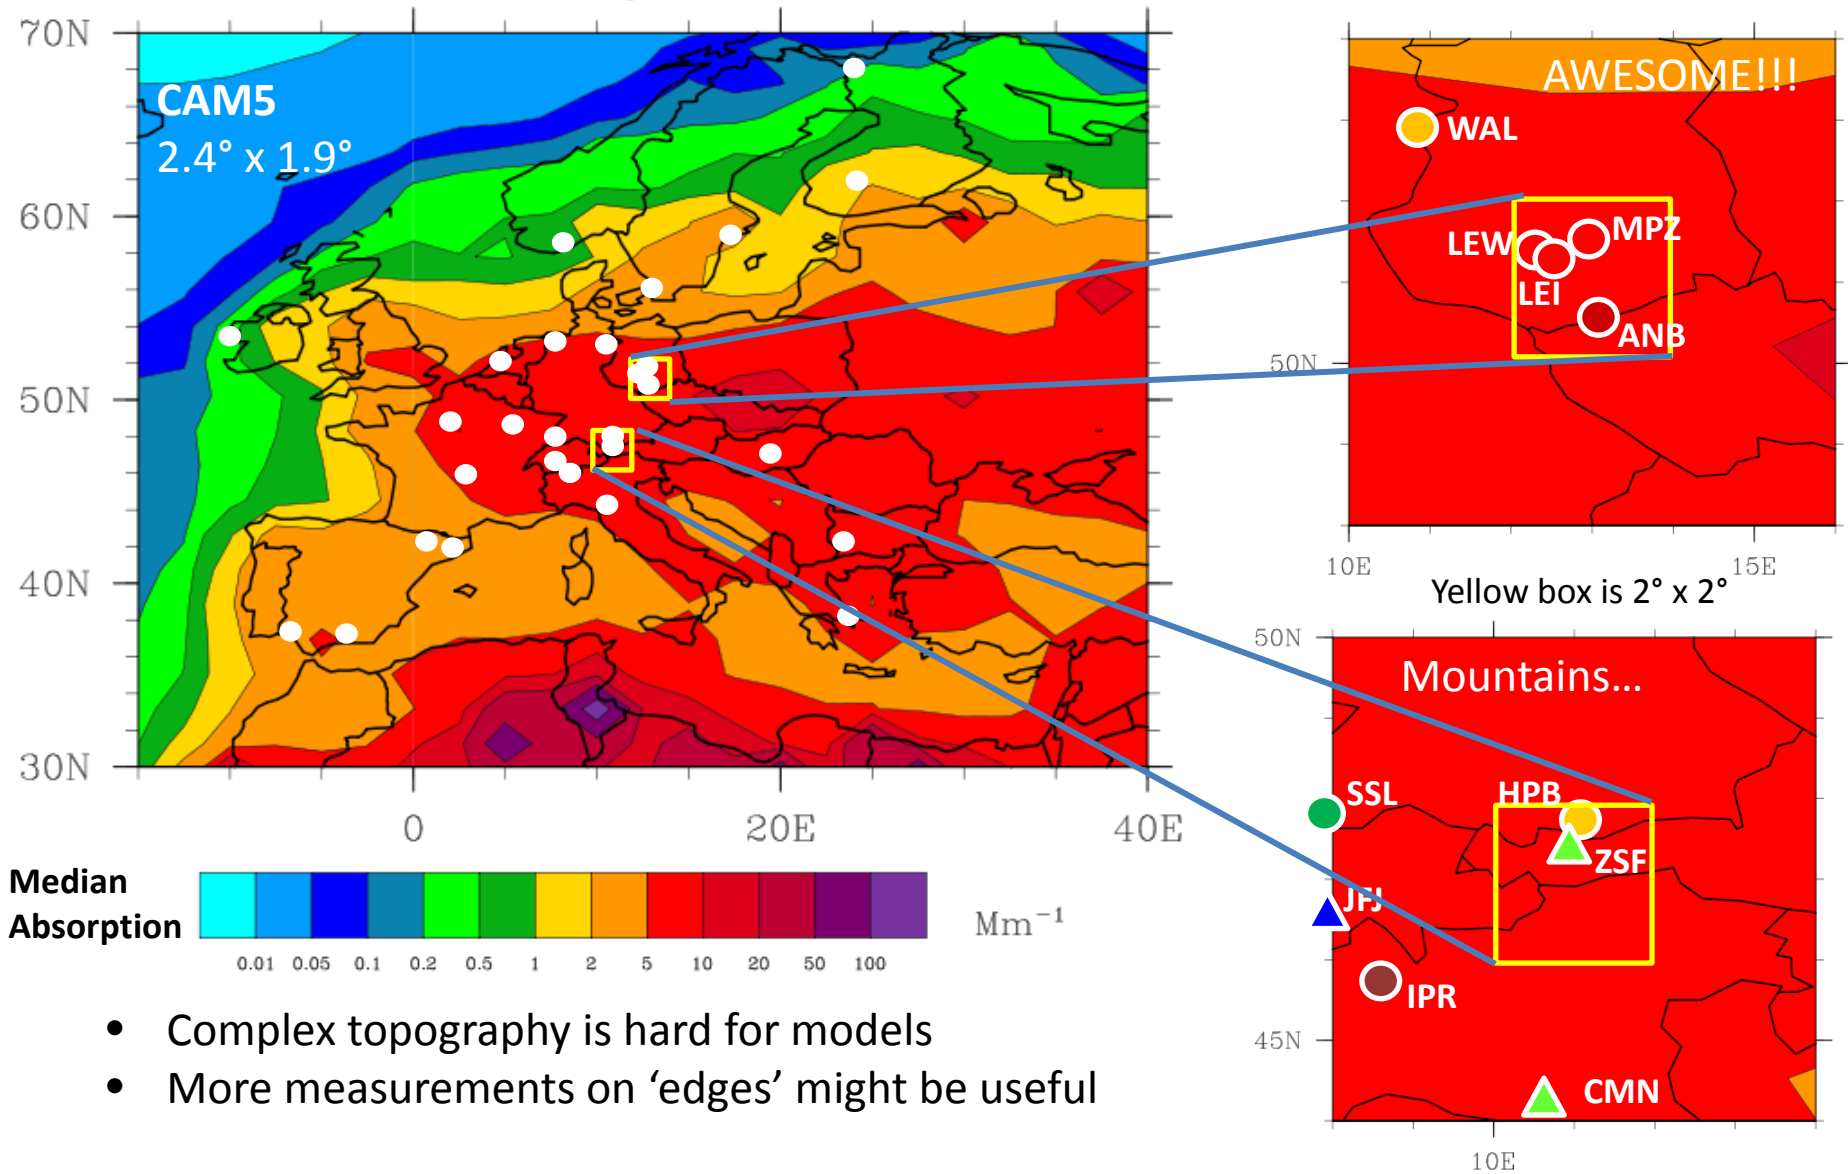 70N
60N
50N
40N
30N
0
20E
40E
CAM5
2.4° x 1.9°
AWESOME!!!
WAL
LEW
MPZ
LEI
ANB
50N
10E
15E
Yellow box is 2° x 2°
50N
Mountains...
SSL
HPB
ZSF
JFJ
IPR
45N
CMN
10E
Median
Absorption
0.01 0.05 0.1 0.2 0.5 1 2 5 10 20 50 100
Mm⁻¹
• Complex topography is hard for models
• More measurements on ‘edges’ might be useful